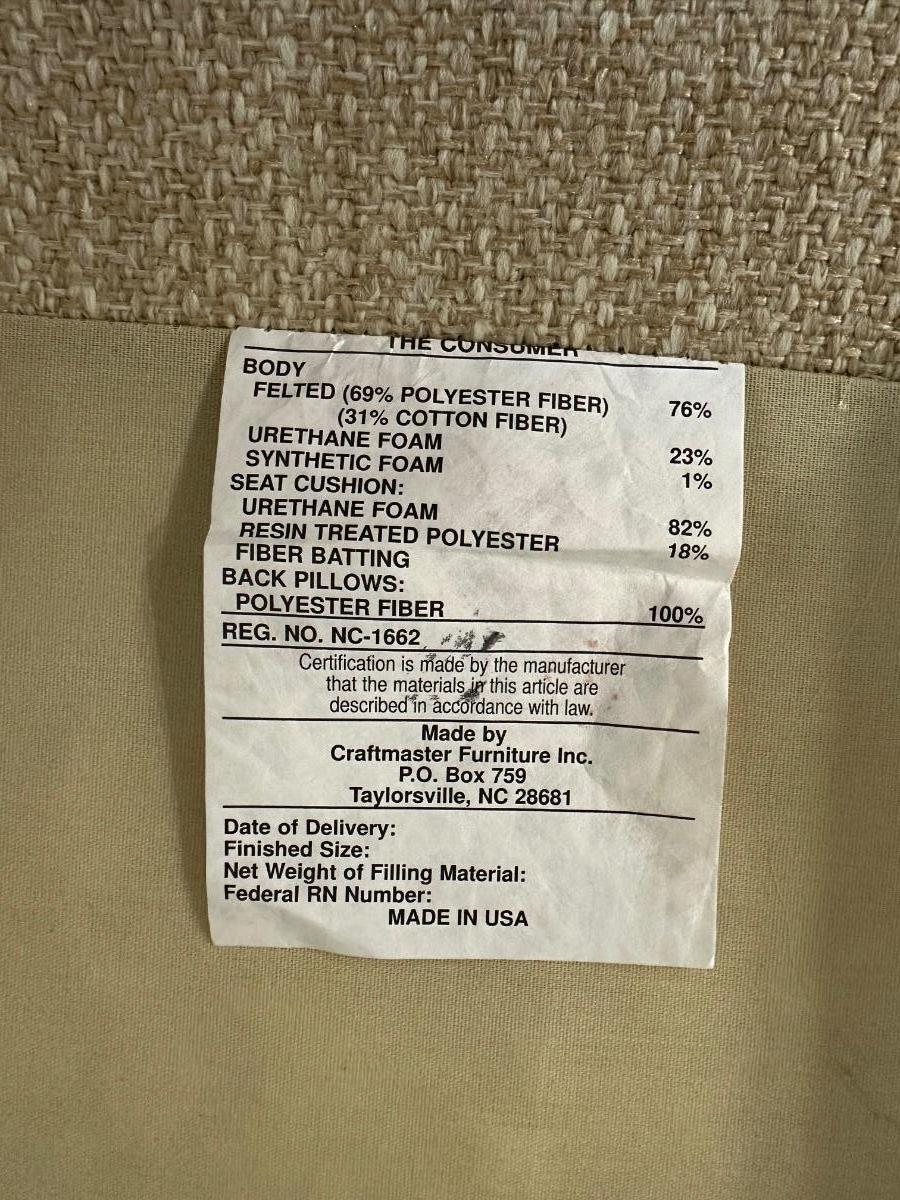 THE CONSUMER
BODY
FELTED (69% POLYESTER FIBER) 76%
(31% COTTON FIBER)
URETHANE FOAM 23%
SYNTHETIC FOAM 1%
SEAT CUSHION:
URETHANE FOAM 82%
RESIN TREATED POLYESTER 18%
FIBER BATTING
BACK PILLOWS:
POLYESTER FIBER 100%
REG. NO. NC-1662
Certification is made by the manufacturer
that the materials in this article are
described in accordance with law.
Made by
Craftmaster Furniture Inc.
P.O. Box 759
Taylorsville, NC 28681
Date of Delivery:
Finished Size:
Net Weight of Filling Material:
Federal RN Number:
MADE IN USA